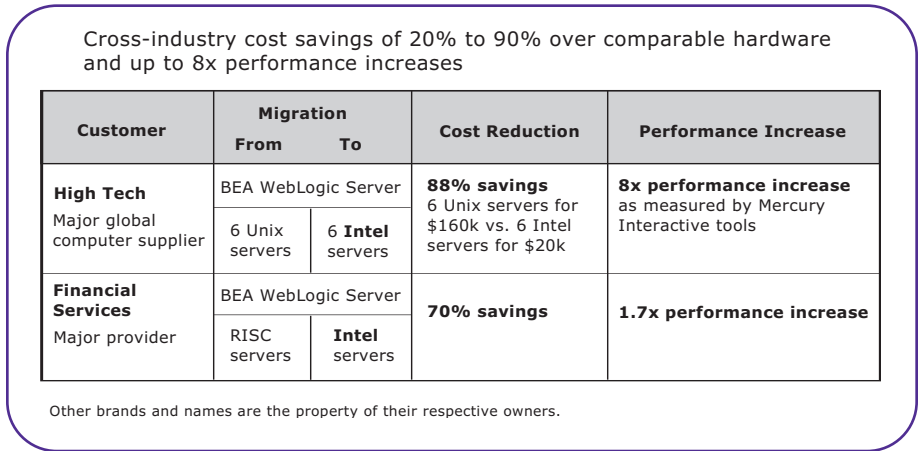 Cross-industry cost savings of 20% to 90% over comparable hardware
and up to 8x performance increases
Customer
Migration
From To
Cost Reduction
Performance Increase
High Tech
Major global
computer supplier
BEA WebLogic Server
6 Unix
servers
6 Intel
servers
88% savings
6 Unix servers for
$160k vs. 6 Intel
servers for $20k
8x performance increase
as measured by Mercury
Interactive tools
Financial
Services
Major provider
BEA WebLogic Server
RISC
servers
Intel
servers
70% savings
1.7x performance increase
Other brands and names are the property of their respective owners.